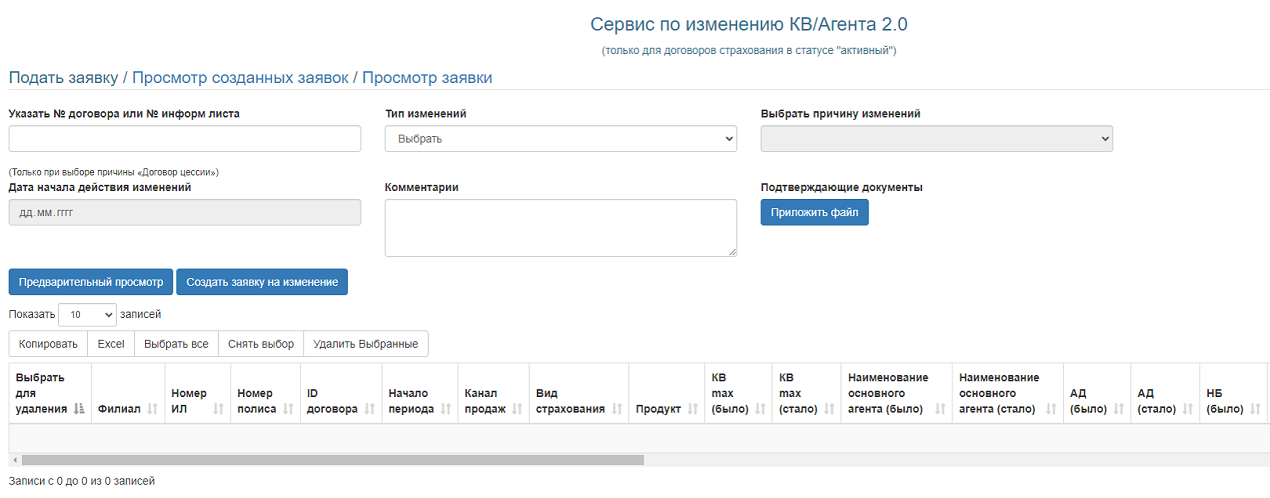 Сервис по изменению КВ/Агента 2.0
(только для договоров страхования в статусе "активный")
Подать заявку / Просмотр созданных заявок / Просмотр заявки
Указать № договора или № информ листа
Тип изменений
Выбрать причину изменений
Выбрать
(Только при выборе причины «Договор цессии»)
Дата начала действия изменений
Комментарии
Подтверждающие документы
дд.мм.гггг
Приложить файл
Предварительный просмотр
Создать заявку на изменение
Показать 10 записей
Копировать
Excel
Выбрать все
Снять выбор
Удалить Выбранные
Выбрать
для
удаления
Филиал
Номер
ИЛ
Номер
полиса
ID
договора
Начало
периода
Канал
продаж
Вид
страхования
Продукт
КВ
max
(было)
КВ
max
(стало)
Наименование
основного
агента (было)
Наименование
основного
агента (стало)
АД
(было)
АД
(стало)
НБ
(было)
Записи с 0 до 0 из 0 записей